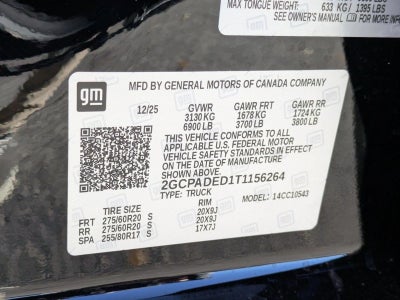 MAX TONGUE WEIGHT: 633 KG / 1395 LBS
SEE OWNER'S MANUAL FOR MORE INFO
gm
MFD BY GENERAL MOTORS OF CANADA COMPANY
12/25 GVWR GAWR FRT GAWR RR
3130 KG 1678 KG 1724 KG
6900 LB 3700 LB 3800 LB
THIS VEHICLE CONFORMS TO ALL
APPLICABLE U.S. FEDERAL MOTOR
VEHICLE SAFETY STANDARDS IN EFFECT
ON THE DATE OF MANUFACTURE
2GCPADED1T1156264
TYPE: TRUCK MODEL: 14CC10543
TIRE SIZE RIM
FRT 275/60R20 S 20X9J
RR 275/60R20 S 20X9J
SPA 255/80R17 S 17X7J